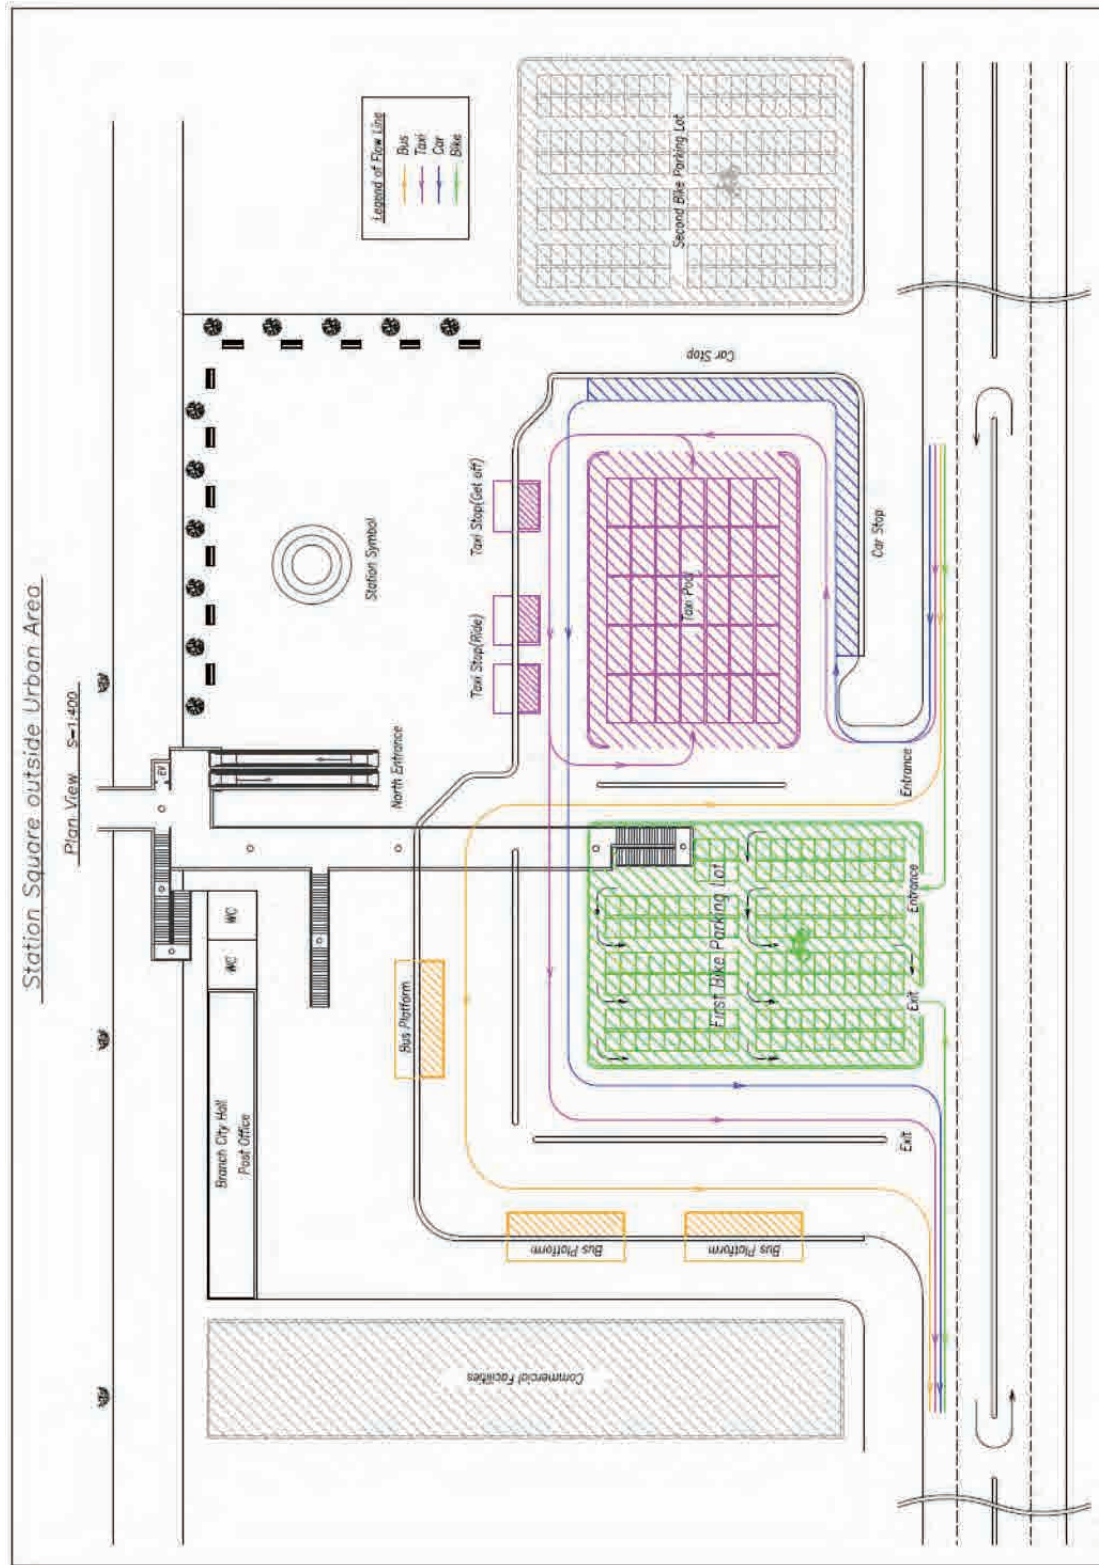 Station Square outside Urban Area
Plan View S=1:400
Legend of Flow Line
Bus
Taxi
Car
Bike
Second Bike Parking Lot
Station Symbol
North Entrance
EV
WC
WC
Branch City Hall
Post Office
Commercial Facilities
Bus Platform
Bus Platform
Bus Platform
Taxi Stop(Ride)
Taxi Stop(Get off)
Car Stop
Taxi Pool
Car Stop
Entrance
First Bike Parking Lot
Entrance
Exit
Exit